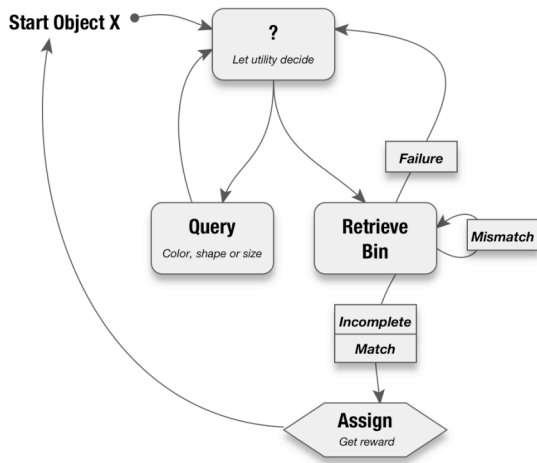 Start Object X
?
Let utility decide
Failure
Query
Color, shape or size
Retrieve
Bin
Mismatch
Incomplete
Match
Assign
Get reward